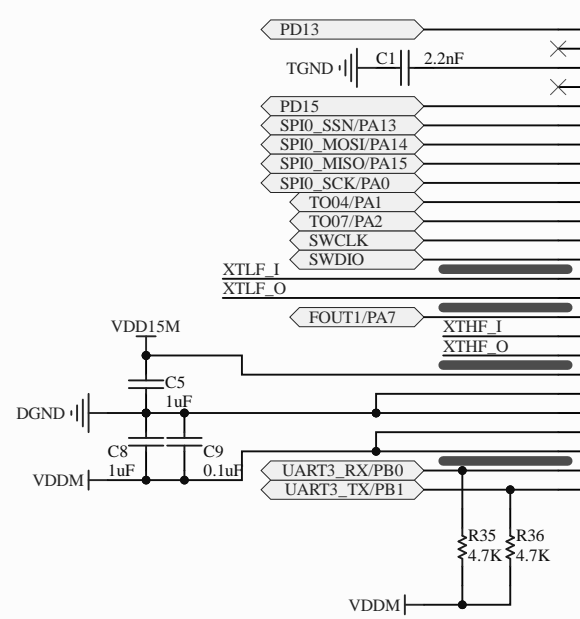 PD13
TGND C1 2.2nF
PD15
SPI0_SSN/PA13
SPI0_MOSI/PA14
SPI0_MISO/PA15
SPI0_SCK/PA0
TO04/PA1
TO07/PA2
SWCLK
SWDIO
XTLF_I
XTLF_O
FOUT1/PA7
VDD15M
XTHF_I
XTHF_O
C5
1uF
DGND
C8 C9
1uF 0.1uF
VDDM
UART3_RX/PB0
UART3_TX/PB1
R35 R36
4.7K 4.7K
VDDM